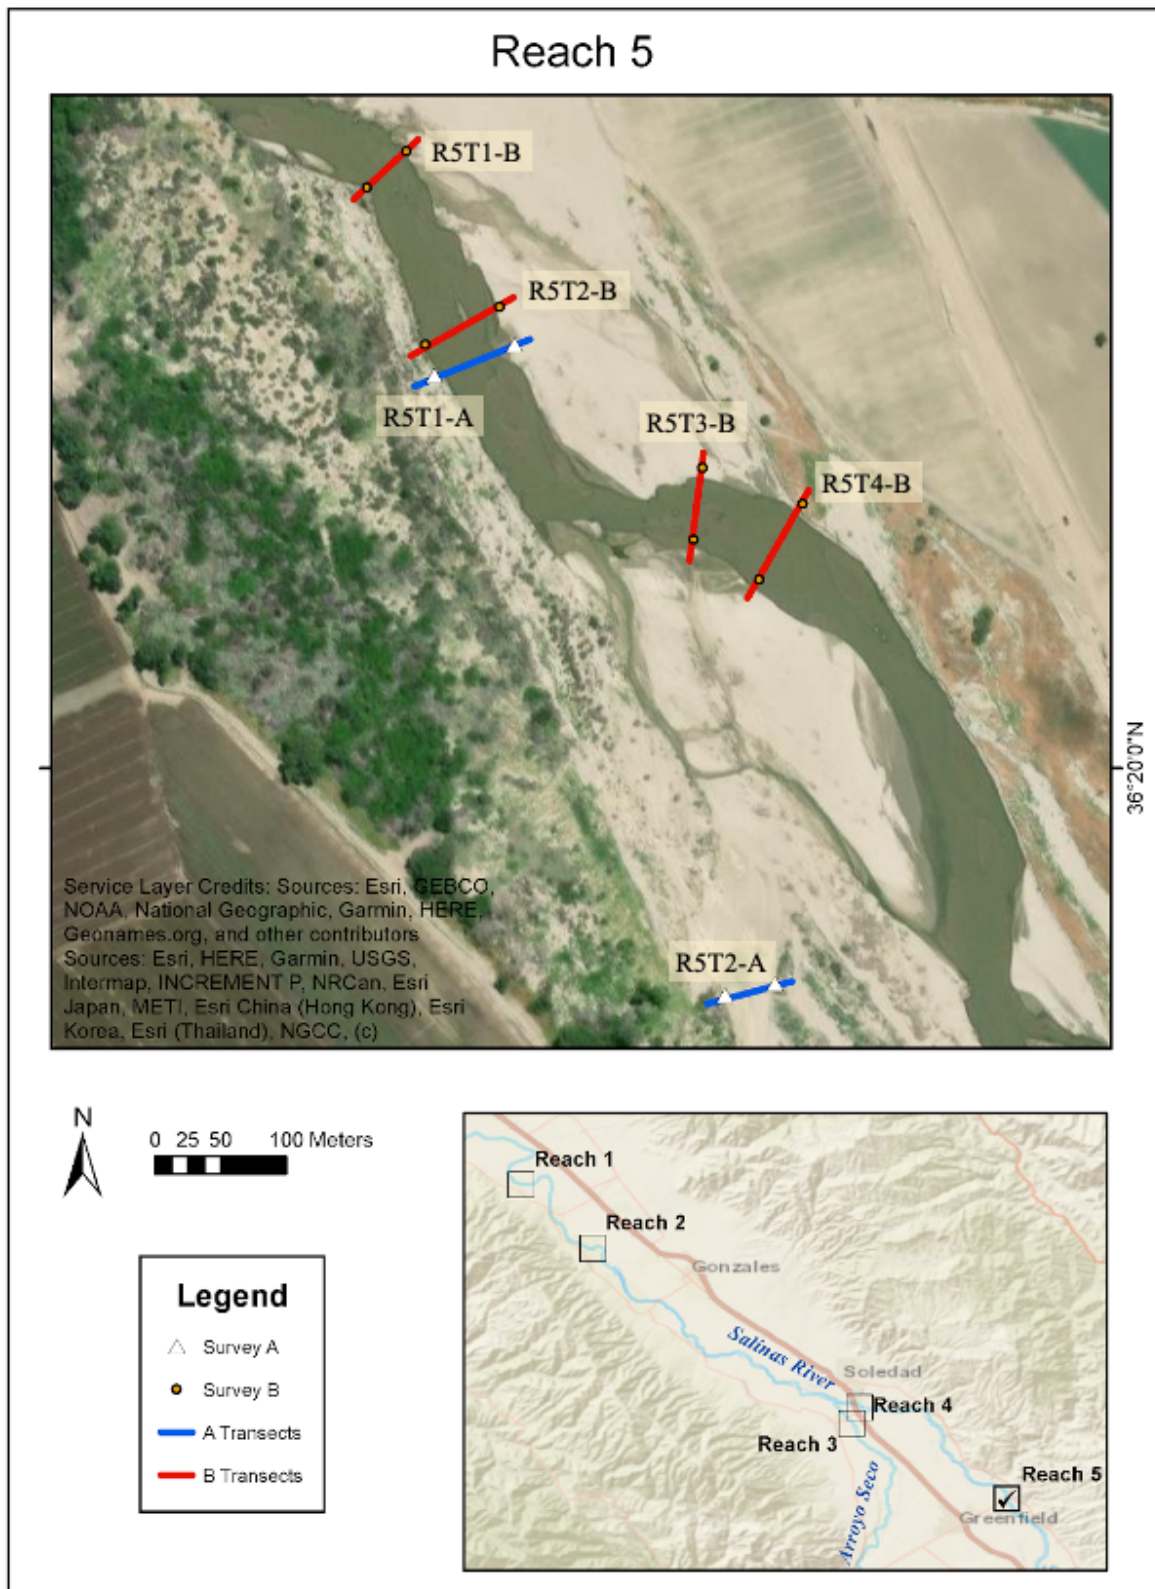 Reach 5
R5T1-B
R5T2-B
R5T1-A
R5T3-B
R5T4-B
36°20'0"N
R5T2-A
Service Layer Credits: Sources: Esri, GEBCO,
NOAA, National Geographic, Garmin, HERE,
Geonames.org, and other contributors
Sources: Esri, HERE, Garmin, USGS,
Intermap, INCREMENT P, NRCan, Esri
Japan, METI, Esri China (Hong Kong), Esri
Korea, Esri (Thailand), NGCC, (c)
N
0 25 50 100 Meters
Legend
Survey A
Survey B
A Transects
B Transects
Reach 1
Reach 2
Gonzales
Salinas River
Soledad
Reach 4
Reach 3
Arroyo Seco
Reach 5
Greenfield